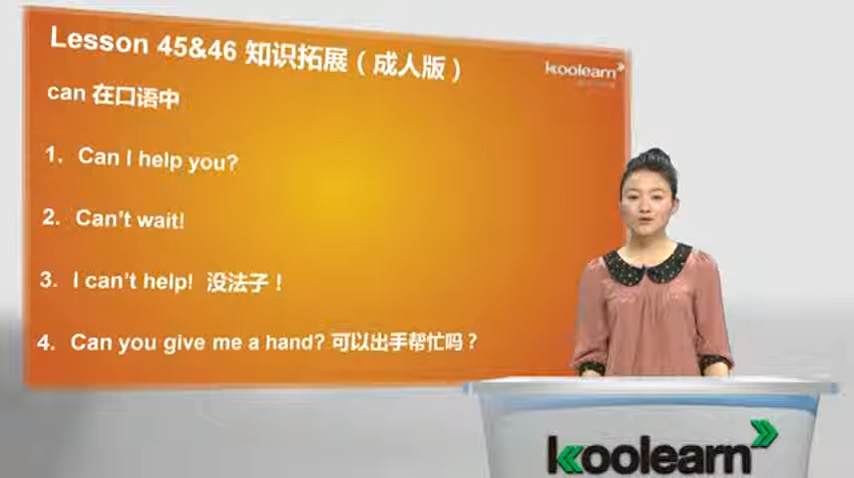 Lesson 45&46 知识拓展（成人版）
koolearn
can 在口语中
1. Can I help you?
2. Can't wait!
3. I can't help! 没法子！
4. Can you give me a hand? 可以出手帮忙吗？
koolearn